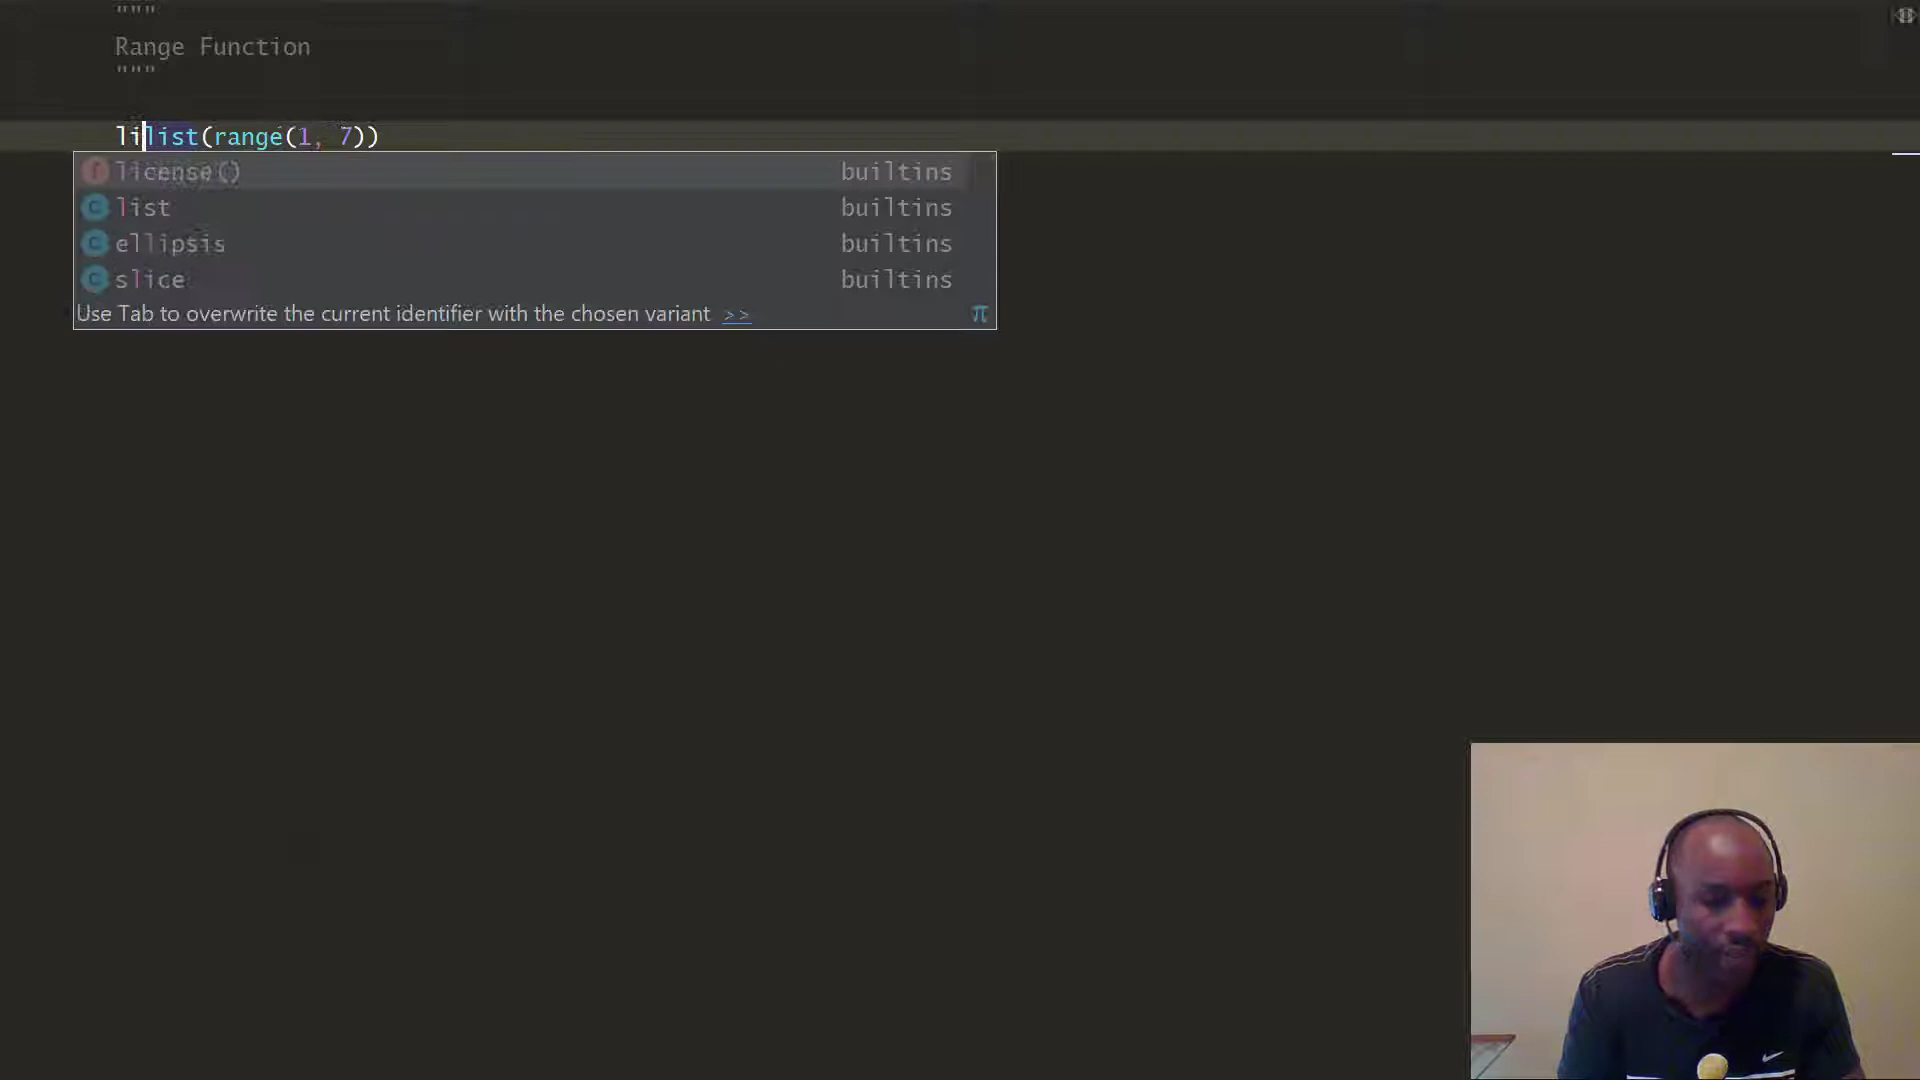 """
Range Function
"""
lilist(range(1, 7))
license() builtins
list builtins
ellipsis builtins
slice builtins
Use Tab to overwrite the current identifier with the chosen variant >> π